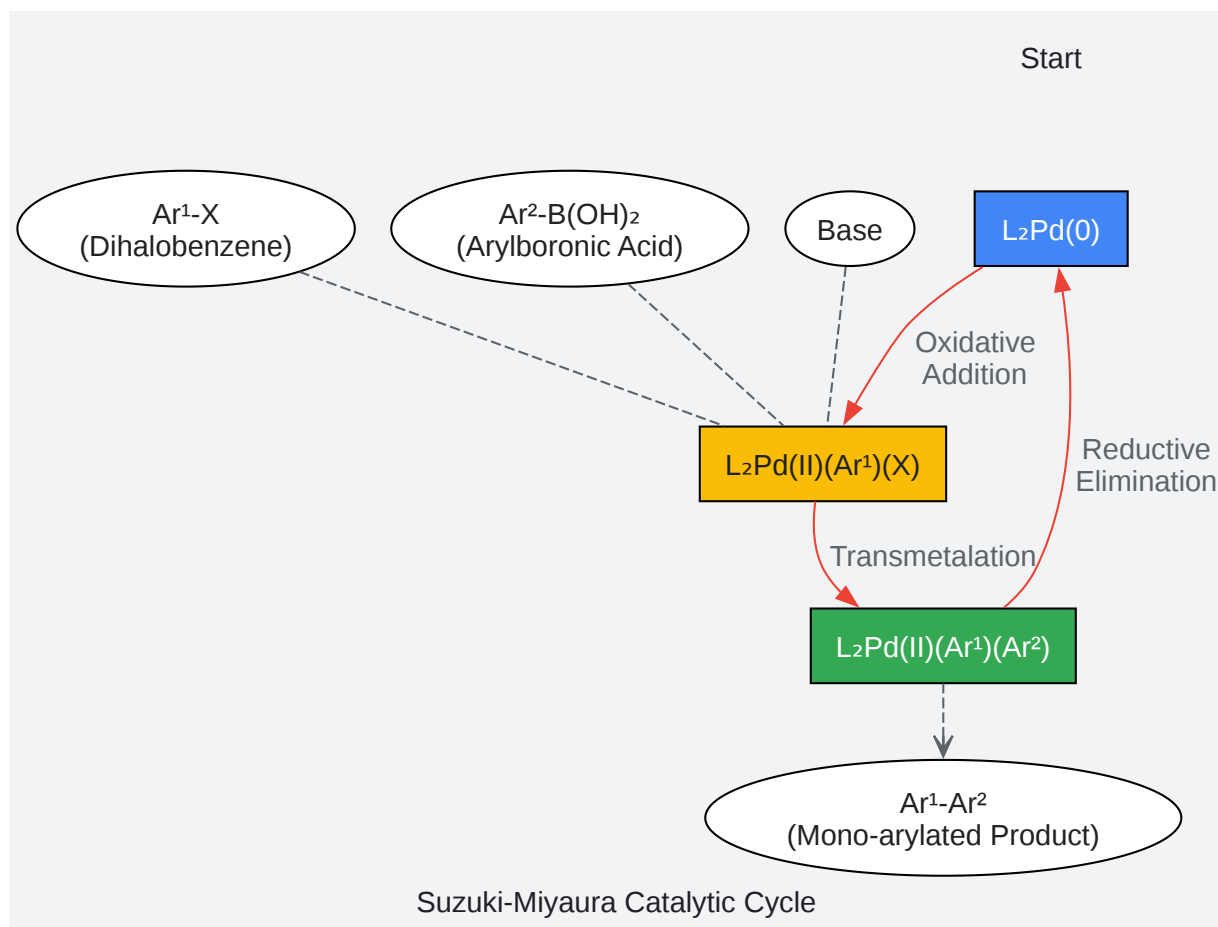 Start
Ar¹-X
(Dihalobenzene)
Ar²-B(OH)₂
(Arylboronic Acid)
Base
L₂Pd(0)
Oxidative
Addition
Reductive
Elimination
L₂Pd(II)(Ar¹)(X)
Transmetalation
L₂Pd(II)(Ar¹)(Ar²)
Ar¹-Ar²
(Mono-arylated Product)
Suzuki-Miyaura Catalytic Cycle